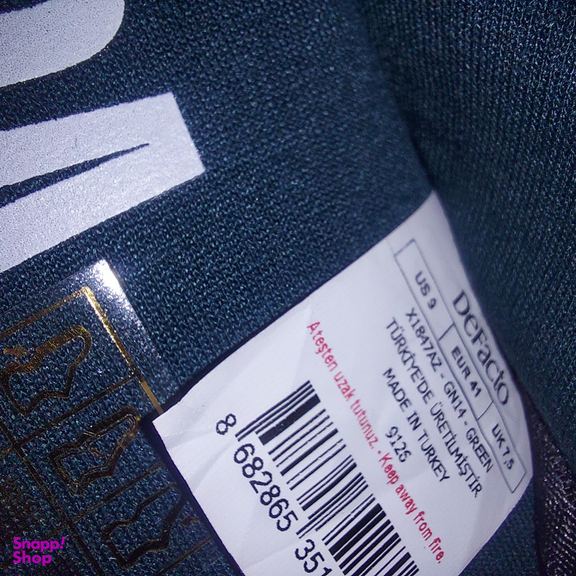 DeFacto
US 9 EUR 41 UK 7.5
X1847AZ - GN14 - GREEN
TÜRKİYE'DE ÜRETİLMİŞTİR
MADE IN TURKEY
9126
Ateşten uzak tutunuz. - Keep away from fire.
8 682865 351
Snapp!
Shop